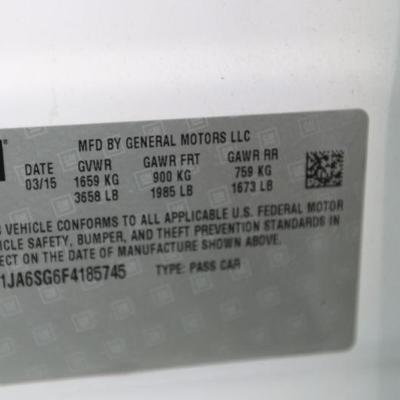 MFD BY GENERAL MOTORS LLC
DATE GVWR GAWR FRT GAWR RR
03/15 1659 KG 900 KG 759 KG
3658 LB 1985 LB 1673 LB
VEHICLE CONFORMS TO ALL APPLICABLE U.S. FEDERAL MOTOR
SAFETY, BUMPER, AND THEFT PREVENTION STANDARDS IN
ON THE DATE OF MANUFACTURE SHOWN ABOVE.
1JA6SG6F4185745 TYPE: PASS CAR